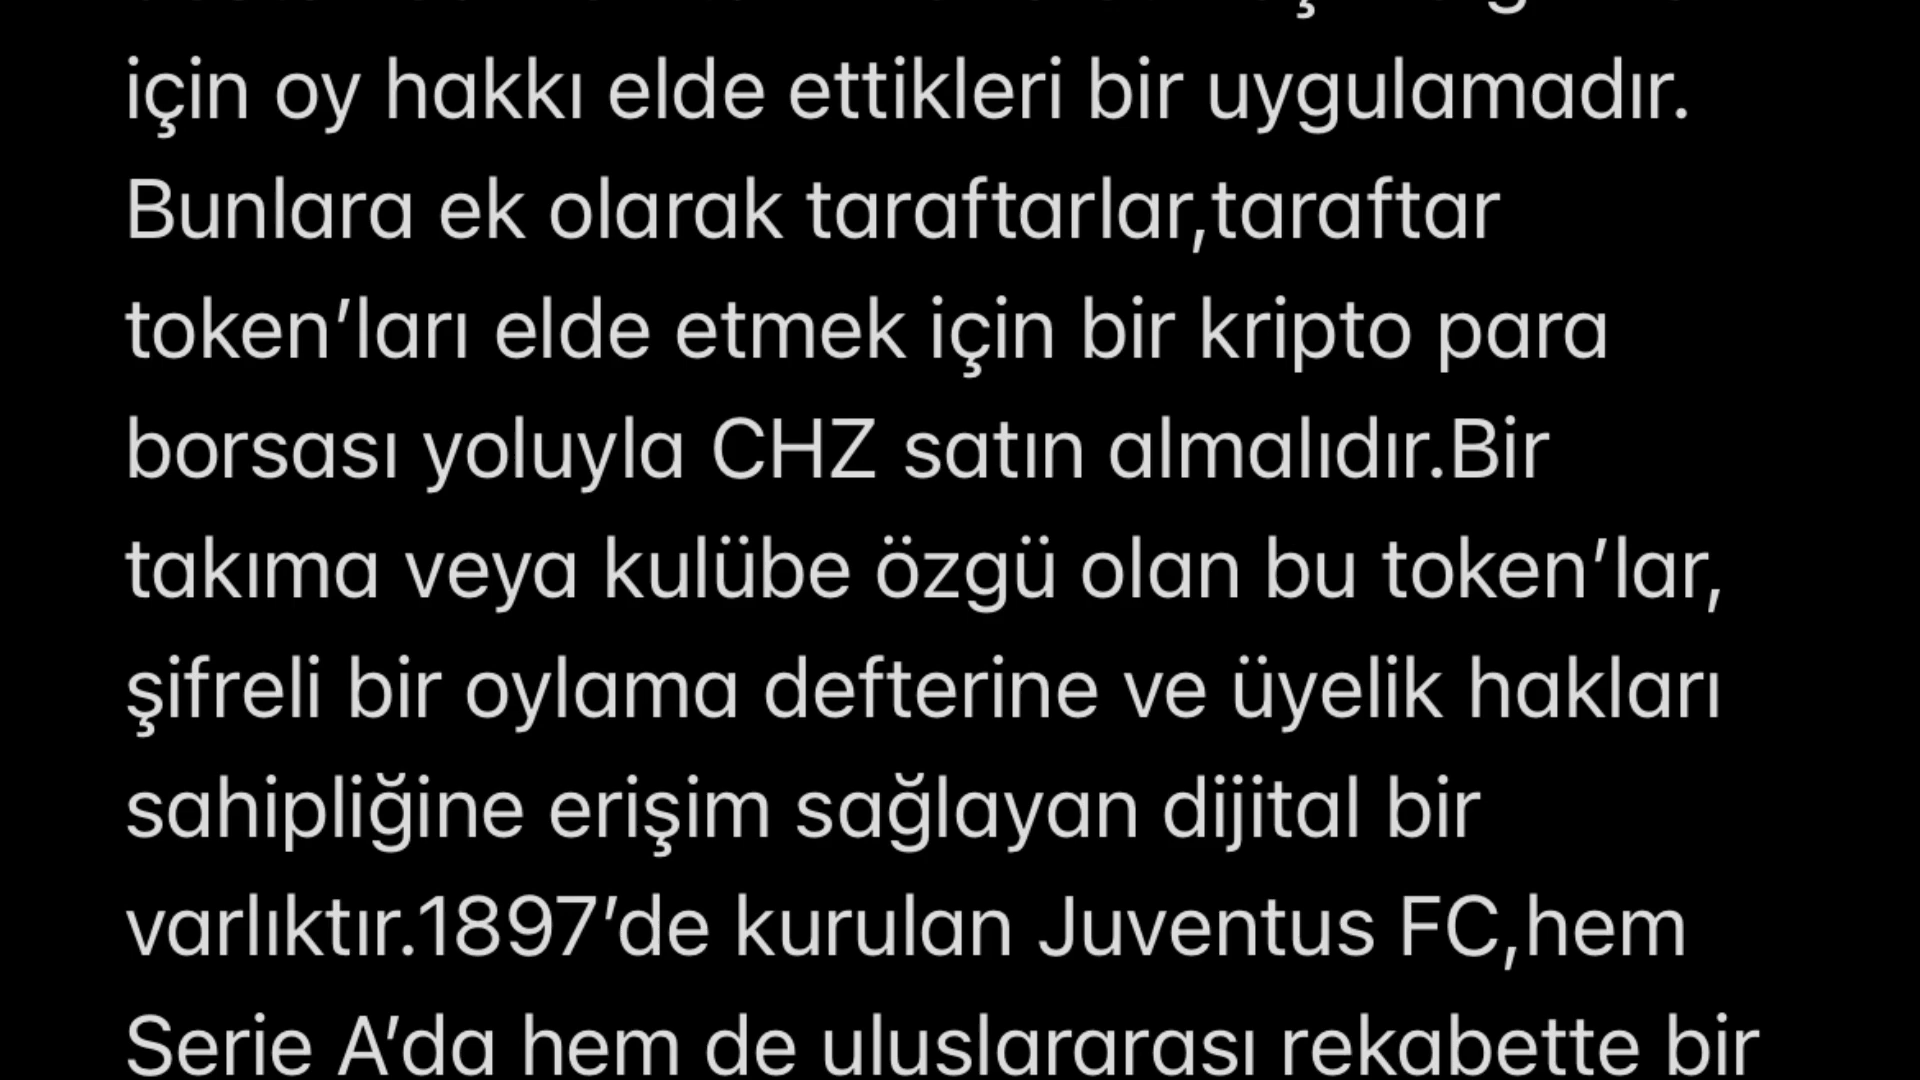 için oy hakkı elde ettikleri bir uygulamadır.
Bunlara ek olarak taraftarlar,taraftar
token’ları elde etmek için bir kripto para
borsası yoluyla CHZ satın almalıdır.Bir
takıma veya kulübe özgü olan bu token’lar,
şifreli bir oylama defterine ve üyelik hakları
sahipliğine erişim sağlayan dijital bir
varlıktır.1897’de kurulan Juventus FC,hem
Serie A’da hem de uluslararası rekabette bir